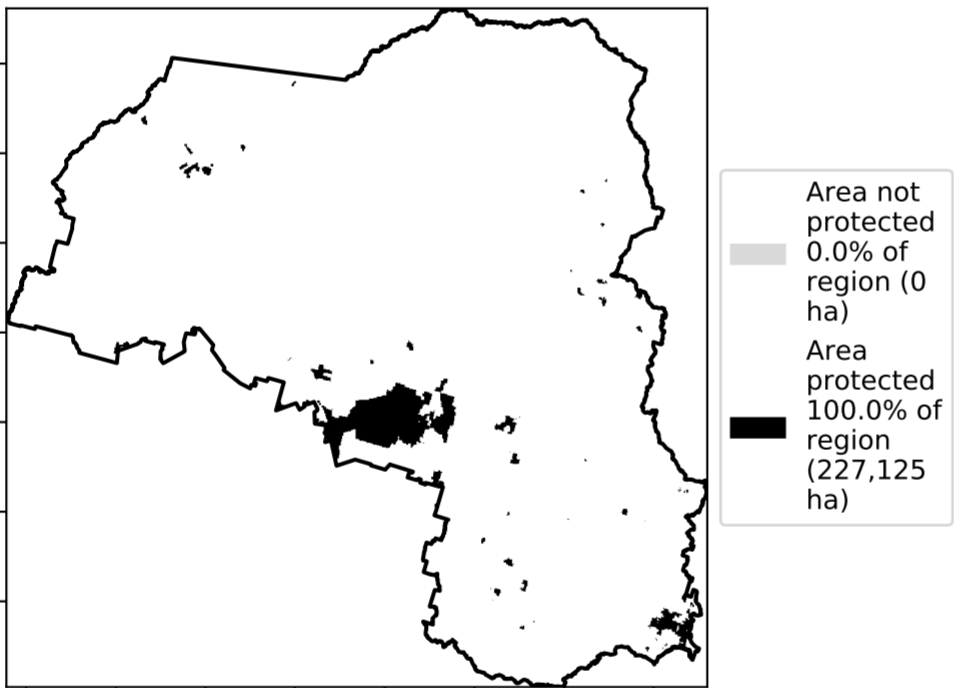 Area not
protected
0.0% of
region (0
ha)
Area
protected
100.0% of
region
(227,125
ha)